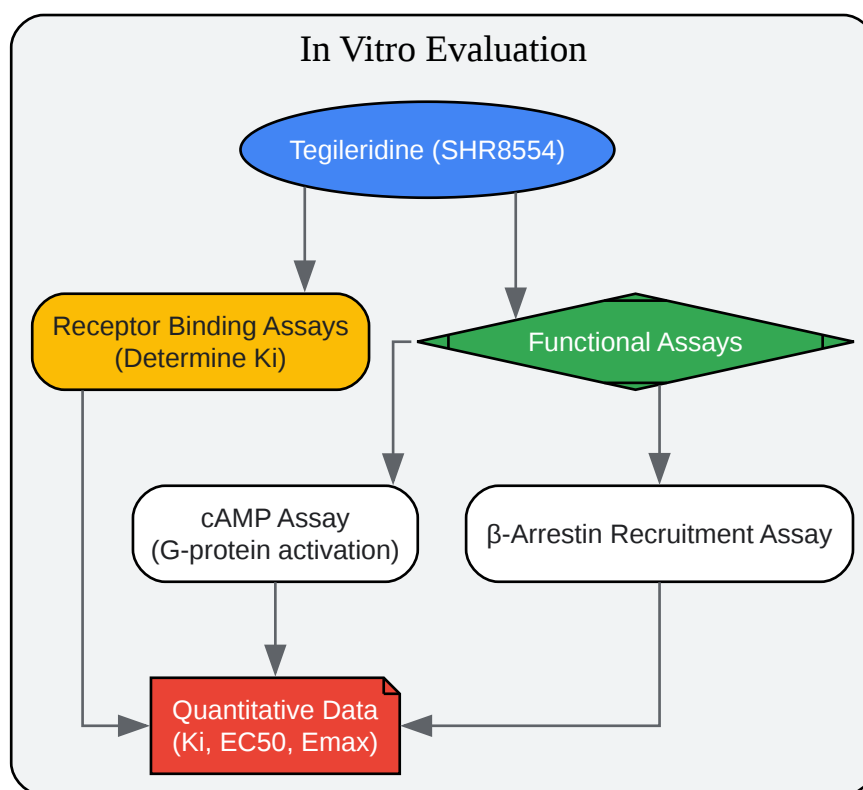 In Vitro Evaluation
Tegileridine (SHR8554)
Receptor Binding Assays
(Determine Ki)
Functional Assays
cAMP Assay
(G-protein activation)
β-Arrestin Recruitment Assay
Quantitative Data
(Ki, EC50, Emax)